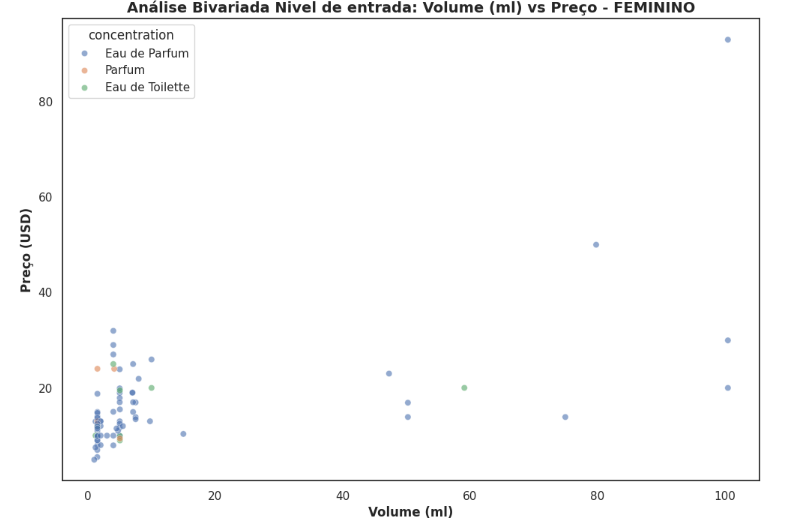 Análise Bivariada Nivel de entrada: Volume (ml) vs Preço - FEMININO
concentration
Eau de Parfum
Parfum
Eau de Toilette
80
60
40
20
Preço (USD)
0 20 40 60 80 100
Volume (ml)